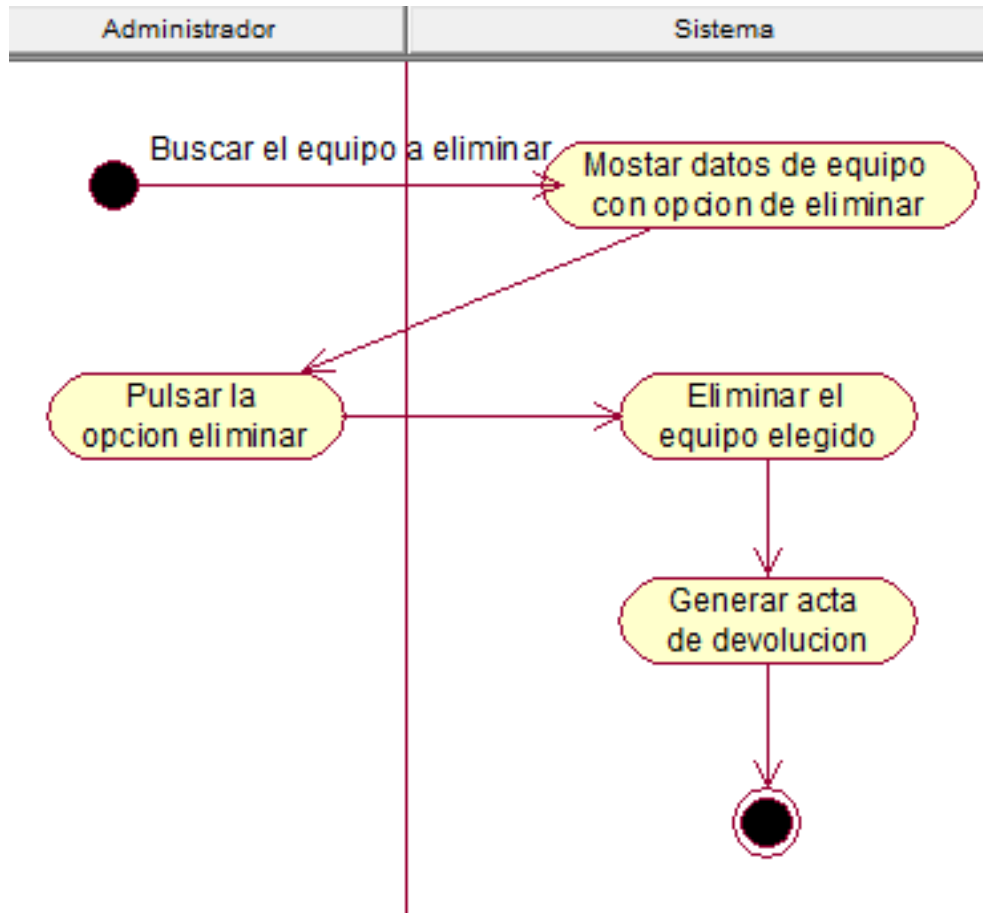 Administrador
Sistema
Buscar el equipo a eliminar
Mostar datos de equipo
con opcion de eliminar
Pulsar la
opcion eliminar
Eliminar el
equipo elegido
Generar acta
de devolucion